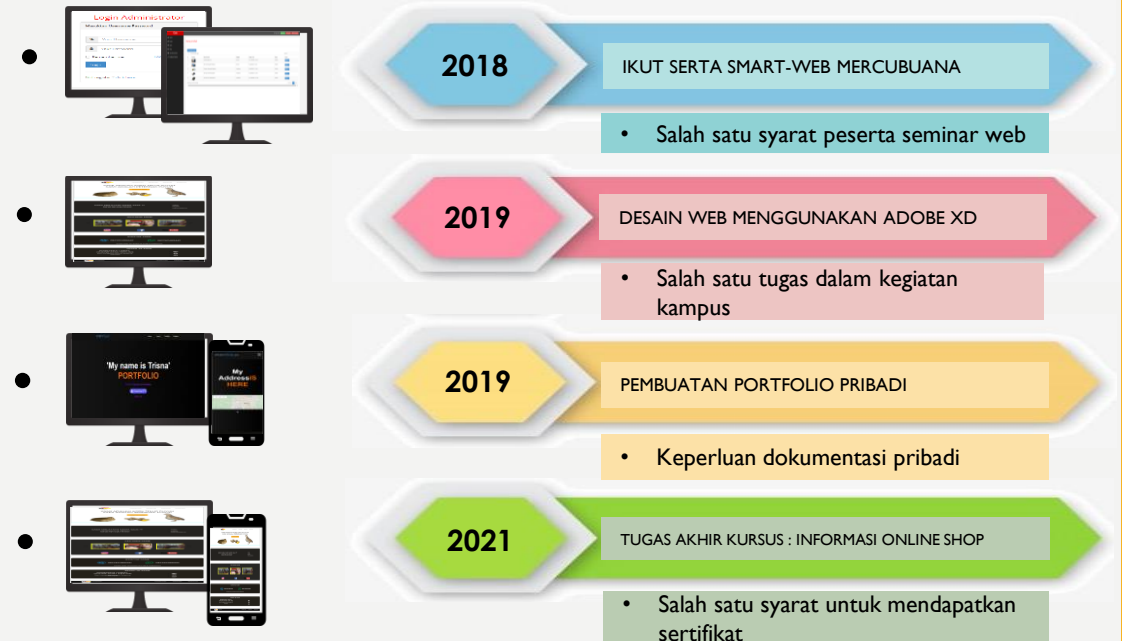 Login Administrator
2018
IKUT SERTA SMART-WEB MERCUBUANA
• Salah satu syarat peserta seminar web
2019
DESAIN WEB MENGGUNAKAN ADOBE XD
• Salah satu tugas dalam kegiatan
kampus
'My name is Trisna'
PORTFOLIO
My
AddressIS
HERE
2019
PEMBUATAN PORTFOLIO PRIBADI
• Keperluan dokumentasi pribadi
2021
TUGAS AKHIR KURSUS : INFORMASI ONLINE SHOP
• Salah satu syarat untuk mendapatkan
sertifikat